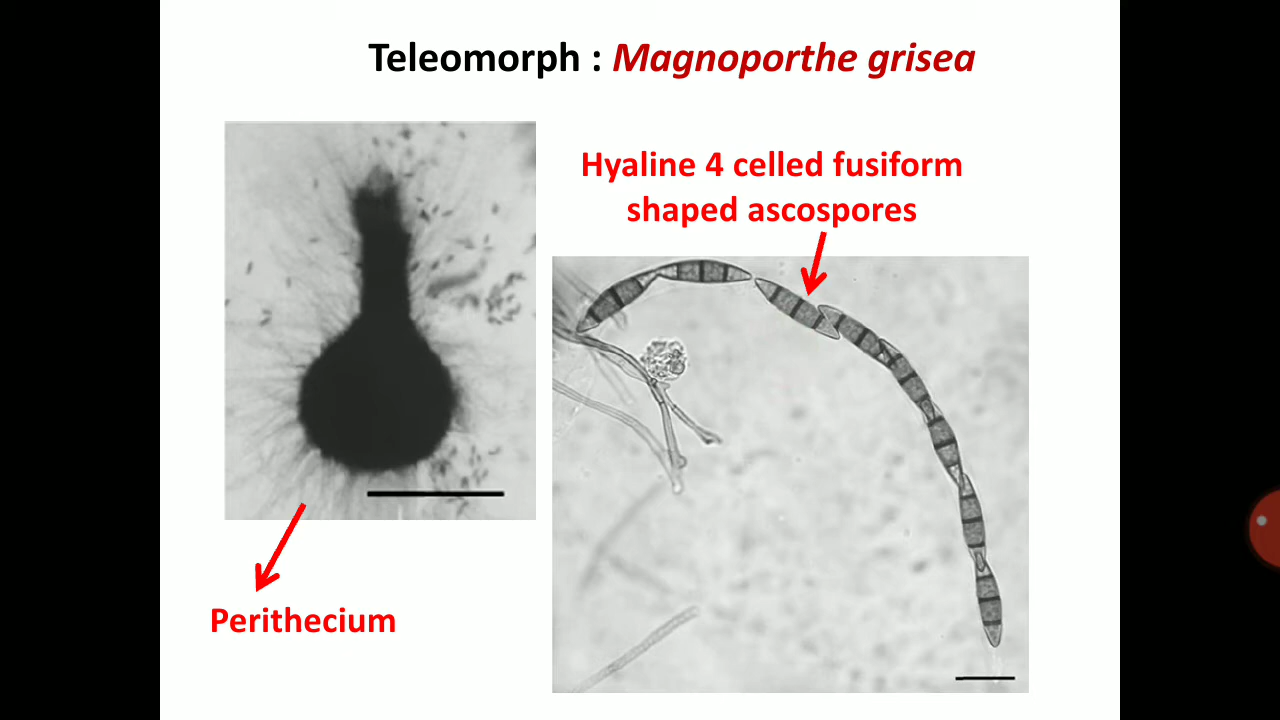 Teleomorph : Magnoporthe grisea
Hyaline 4 celled fusiform
shaped ascospores
Perithecium